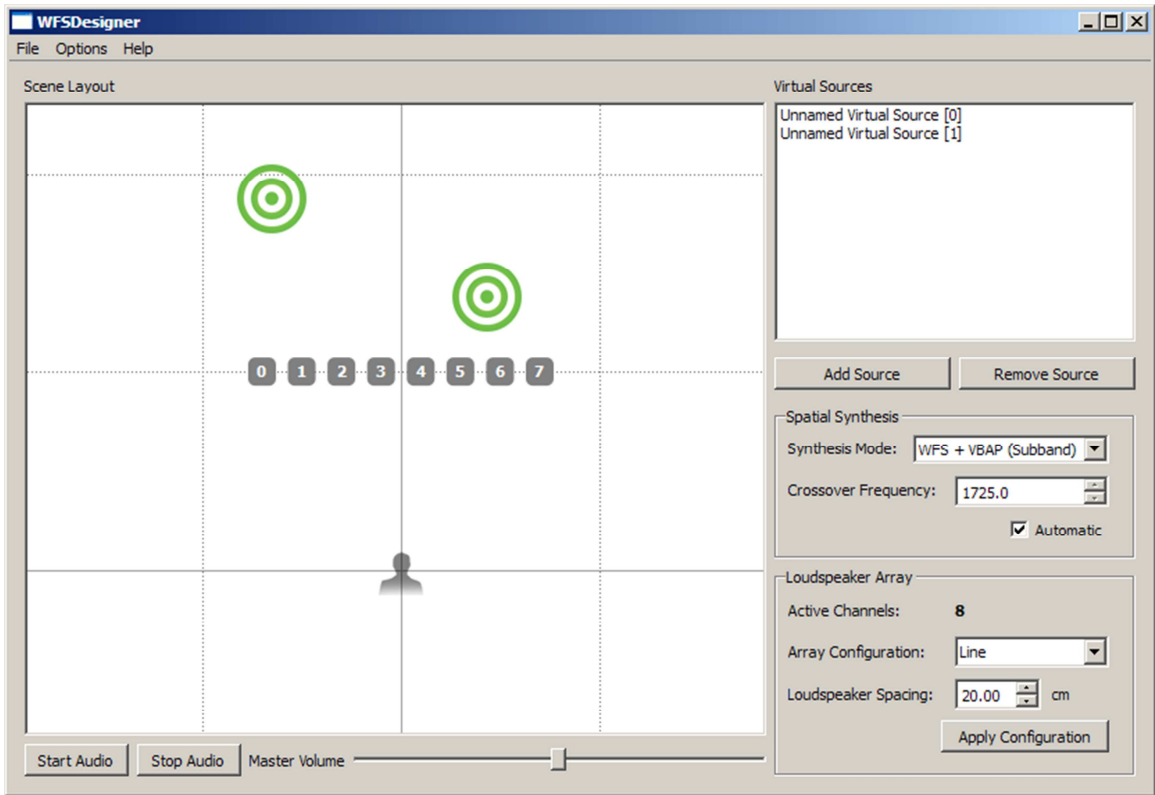 WFSDesigner
File Options Help
Scene Layout
0 1 2 3 4 5 6 7
Start Audio Stop Audio Master Volume
Virtual Sources
Unnamed Virtual Source [0]
Unnamed Virtual Source [1]
Add Source Remove Source
Spatial Synthesis
Synthesis Mode: WFS + VBAP (Subband)
Crossover Frequency: 1725.0
Automatic
Loudspeaker Array
Active Channels: 8
Array Configuration: Line
Loudspeaker Spacing: 20.00 cm
Apply Configuration